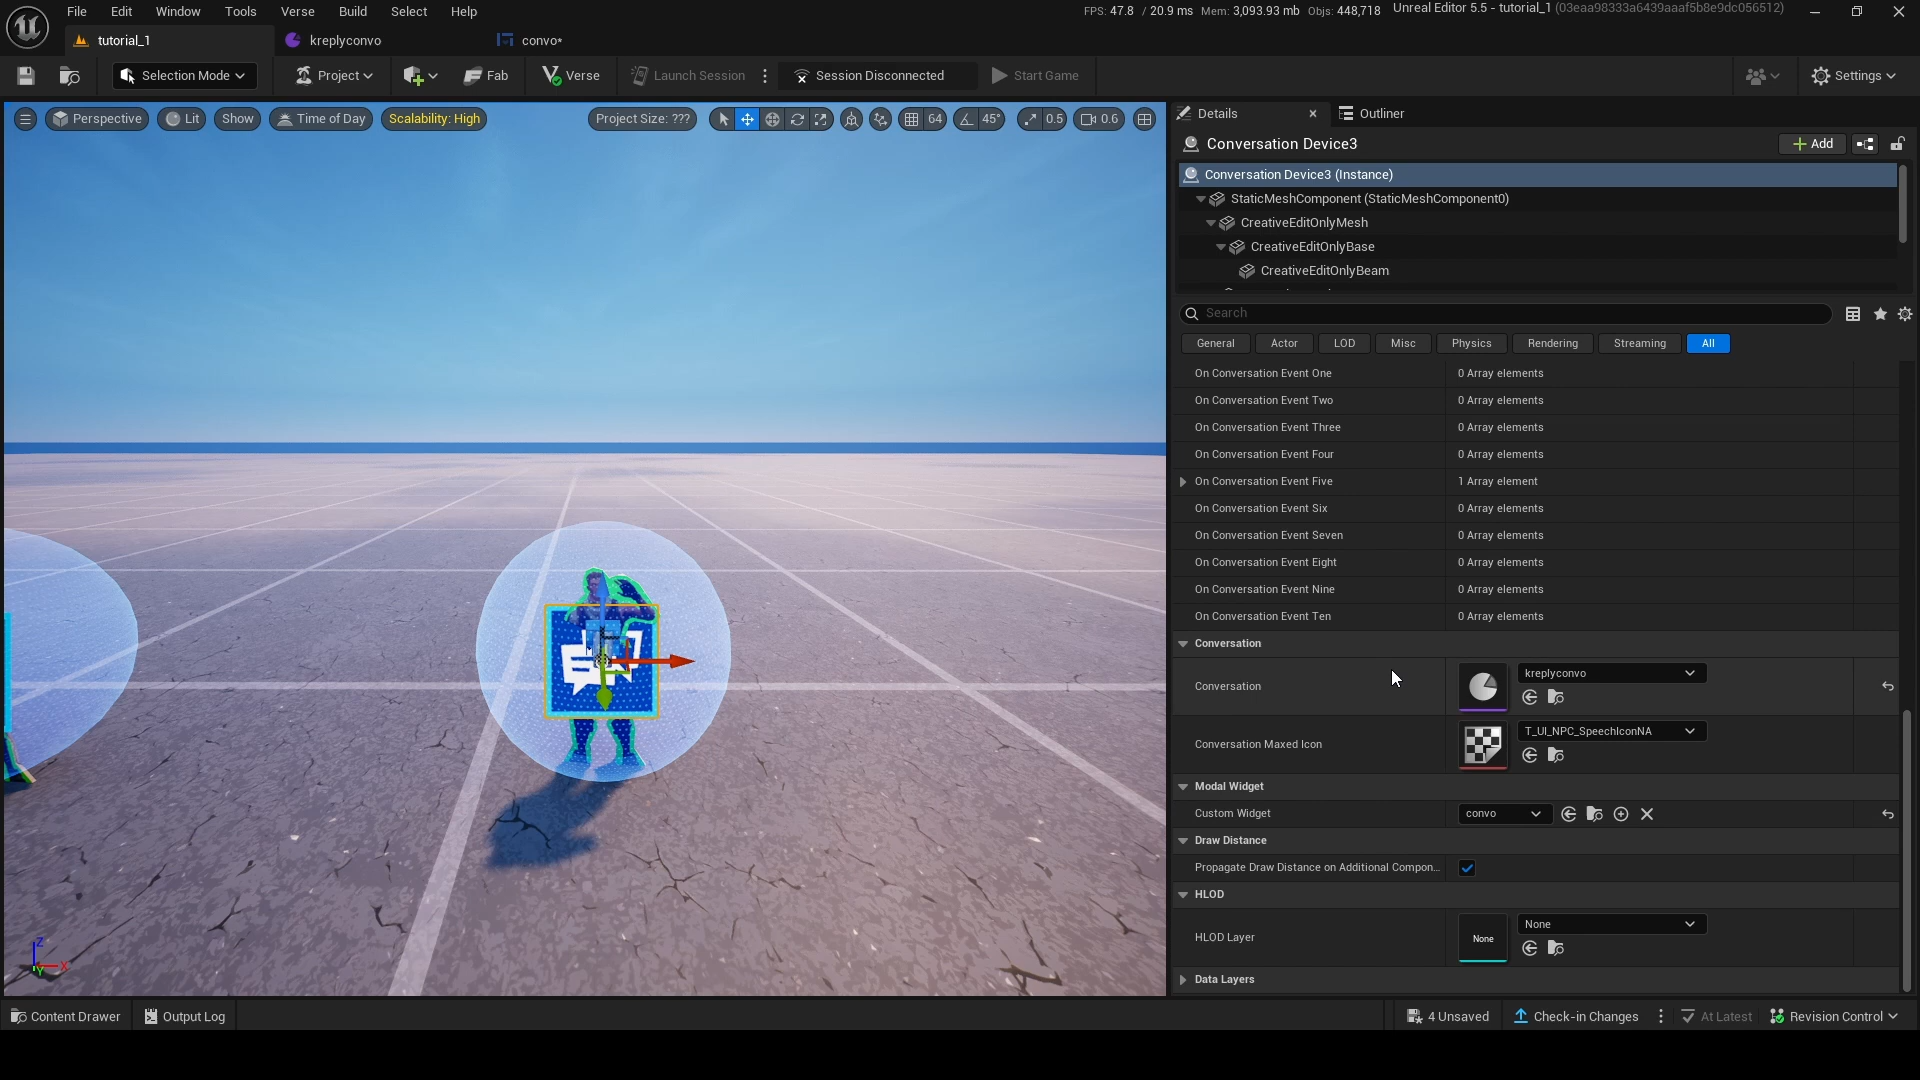 File Edit Window Tools Verse Build Select Help
FPS: 47.8 / 20.9 ms Mem: 3,093.93 mb Objs: 448,718 Unreal Editor 5.5 - tutorial_1 (03eaa98333a6439aaaf5b8e9dc056512)
tutorial_1 kreplyconvo convo*
Selection Mode Project Fab Verse Launch Session Session Disconnected Start Game Settings
Perspective Lit Show Time of Day Scalability: High Project Size: ??? 64 45° 0.5 0.6
Details Outliner
Conversation Device3 Add
Conversation Device3 (Instance)
StaticMeshComponent (StaticMeshComponent0)
CreativeEditOnlyMesh
CreativeEditOnlyBase
CreativeEditOnlyBeam
Search
General Actor LOD Misc Physics Rendering Streaming All
On Conversation Event One 0 Array elements
On Conversation Event Two 0 Array elements
On Conversation Event Three 0 Array elements
On Conversation Event Four 0 Array elements
On Conversation Event Five 1 Array element
On Conversation Event Six 0 Array elements
On Conversation Event Seven 0 Array elements
On Conversation Event Eight 0 Array elements
On Conversation Event Nine 0 Array elements
On Conversation Event Ten 0 Array elements
Conversation
Conversation kreplyconvo
Conversation Maxed Icon T_UI_NPC_SpeechIconNA
Modal Widget
Custom Widget convo
Draw Distance
Propagate Draw Distance on Additional Compon...
HLOD
HLOD Layer None None
Data Layers
Z
X
Y
Content Drawer Output Log 4 Unsaved Check-in Changes At Latest Revision Control